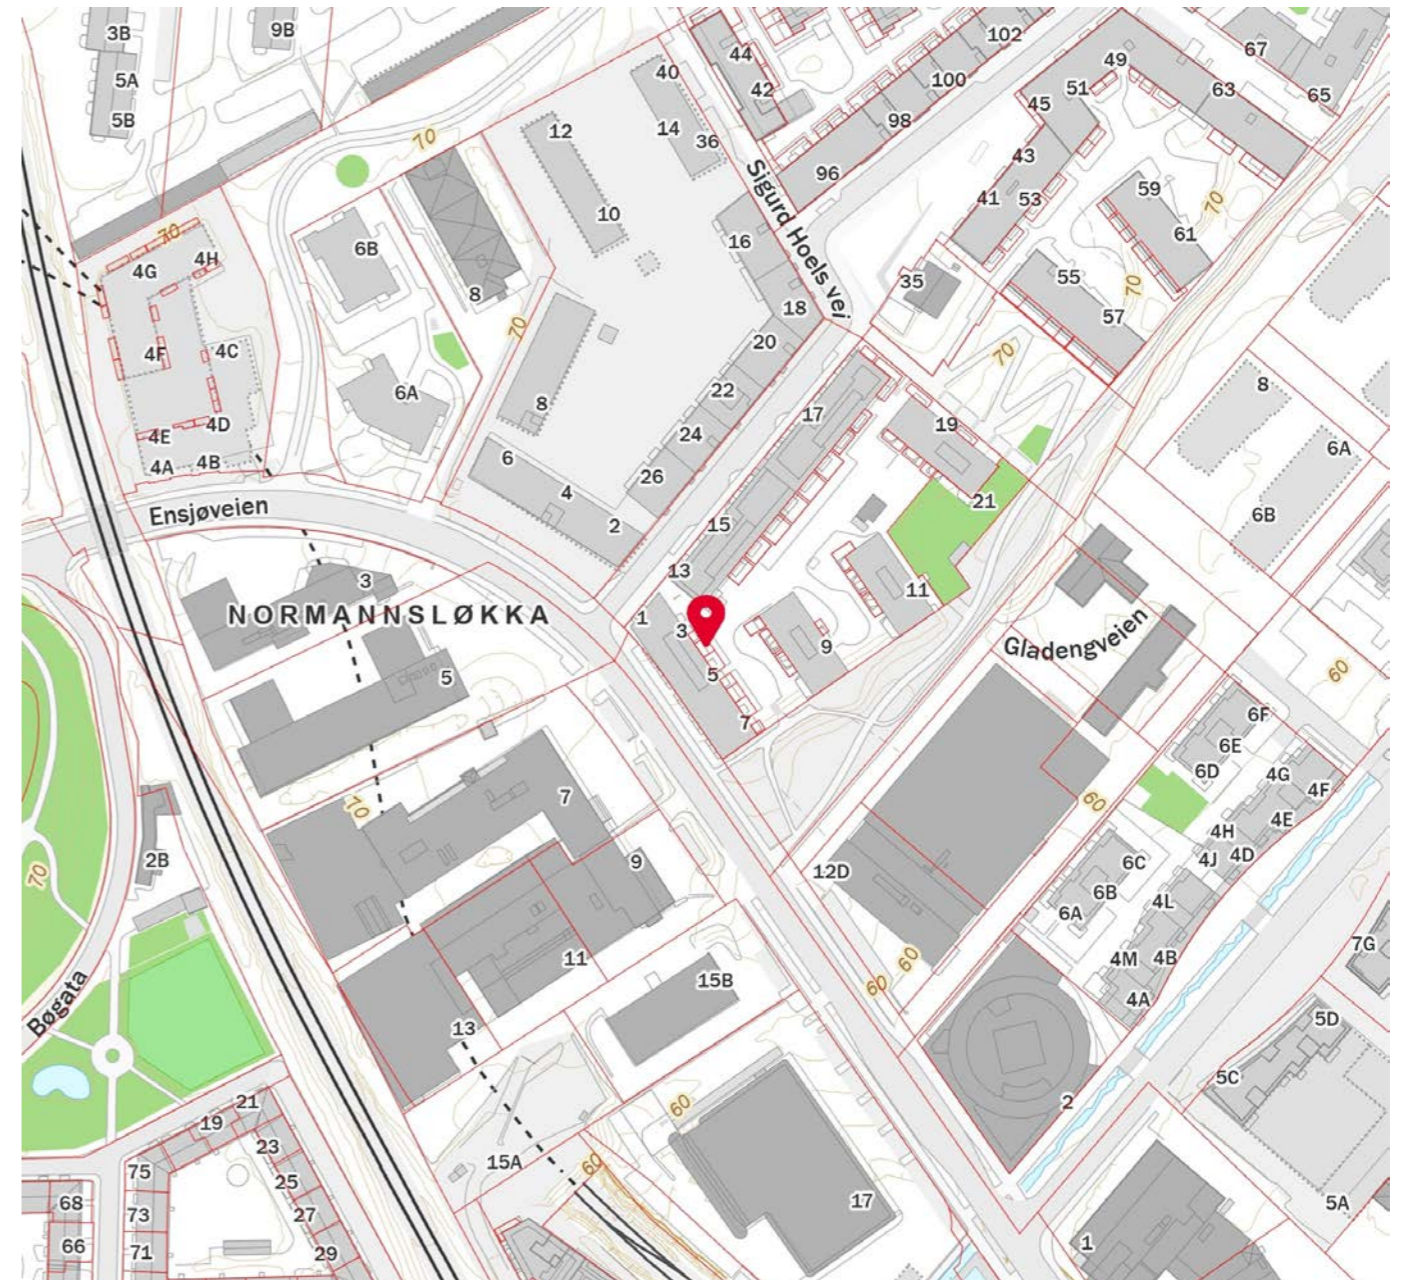 3B
9B
5A
5B
70
40
44
42
102
100
98
96
49
51
45
43
41
53
63
67
65
59
61
70
55
57
70
35
70
12
14
36
10
Sigurd Hoels vei
16
18
20
22
24
26
4G
4H
70
4F
4C
4E
4D
4A
4B
6B
6A
8
70
8
6
4
2
17
19
21
15
13
11
8
6A
6B
Ensjøveien
3
NORMANNSLØKKA
5
1
3
5
7
9
Gladengveien
60
6F
6E
6D
4G
4F
4H
4E
4J
4D
60
6C
6B
6A
4L
4M
4B
4A
70
7
9
11
13
12D
60
60
15B
2B
70
Bøgata
7G
5D
5C
5A
2
60
60
15A
17
1
21
19
23
75
25
73
27
71
29
68
66